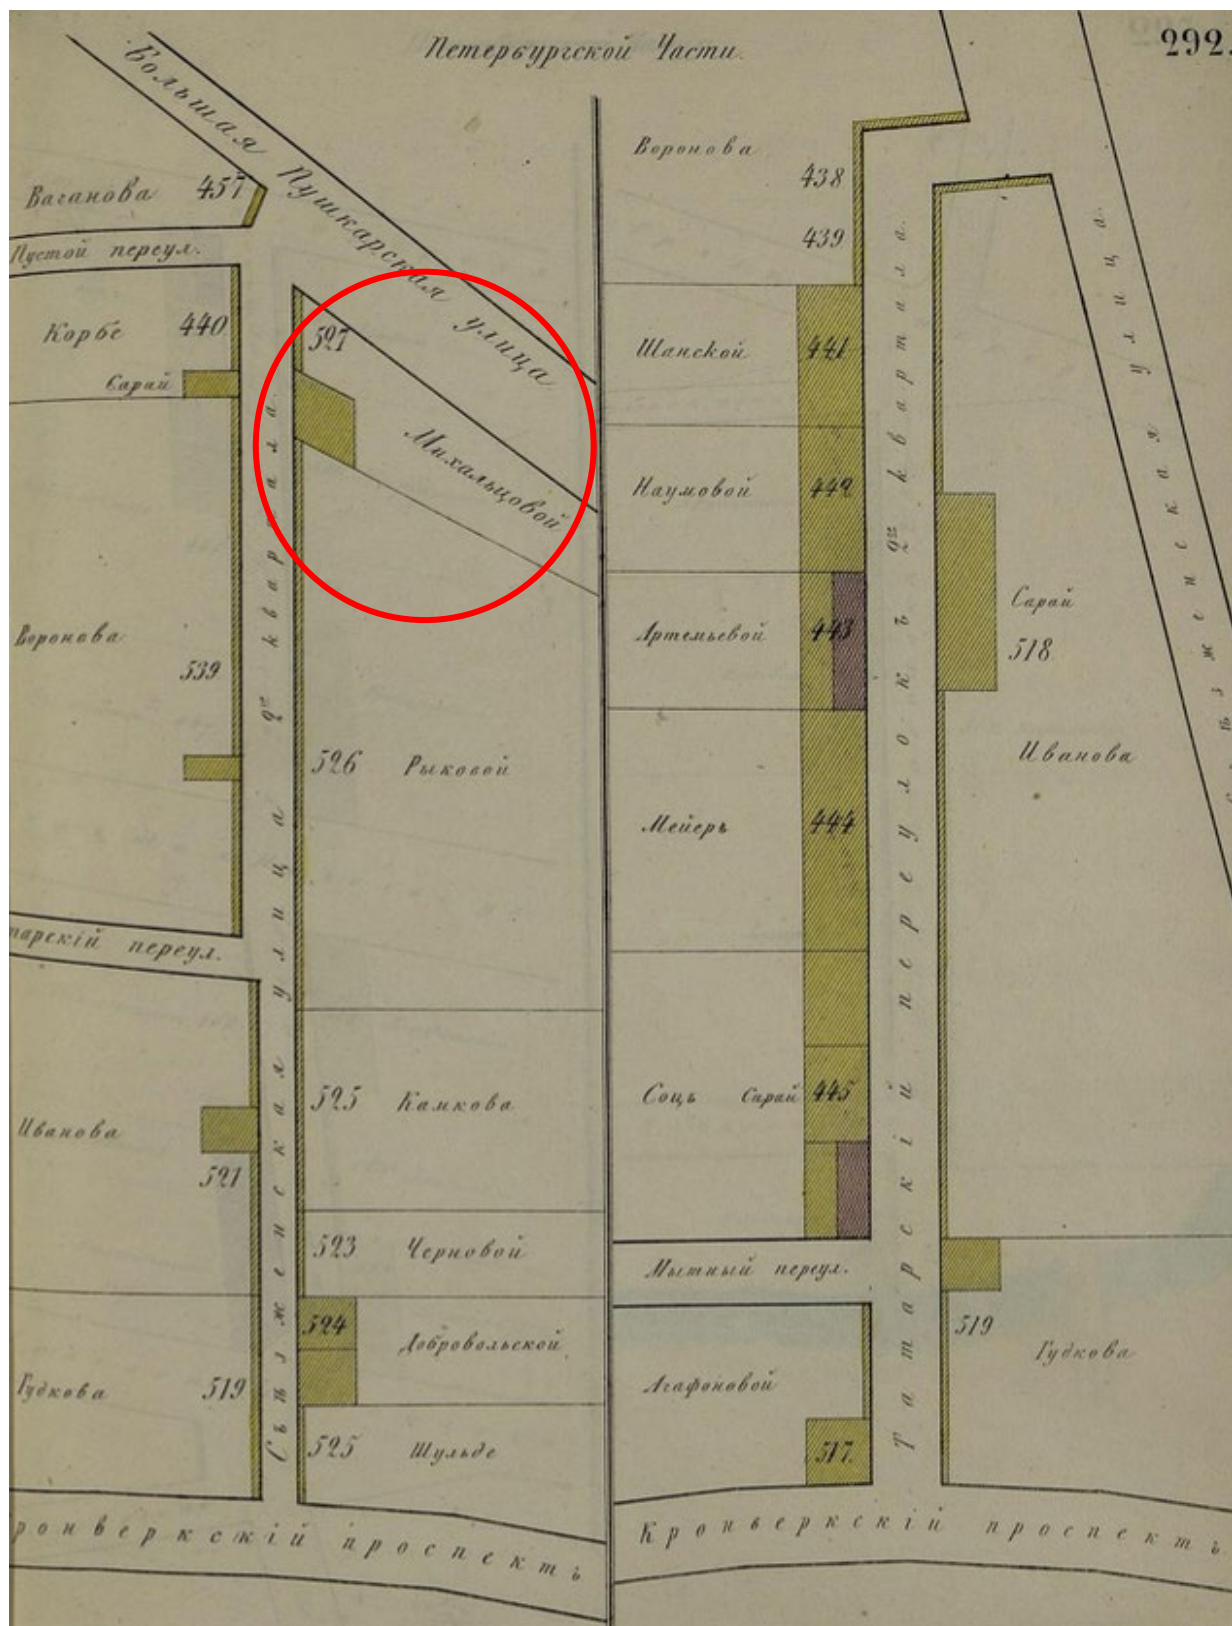 Петербургской Части.
292.
Большая Пушкарская улица
Ваганова 457
Пустой переул.
Корбе 440
Сарай
527
Михальцовой
Воронова
539
526 Рыковой
переул.
Съѣзженская улица 2го квартала.
525 Камкова
Иванова
521
523 Черновой
524
Добровольской
Гудкова 519
525 Шульде
ронверкскій проспектъ
Воронова
438
439
Шанской 441
Наумовой 442
Артемьевой 443
Мейеръ 444
Соцъ Сарай 445
Мытный переул.
Агафоновой
517.
Татарскій переулокъ 2го квартала.
Сарай
518
Иванова
519
Гудкова
улица.
Кронверкскій проспектъ